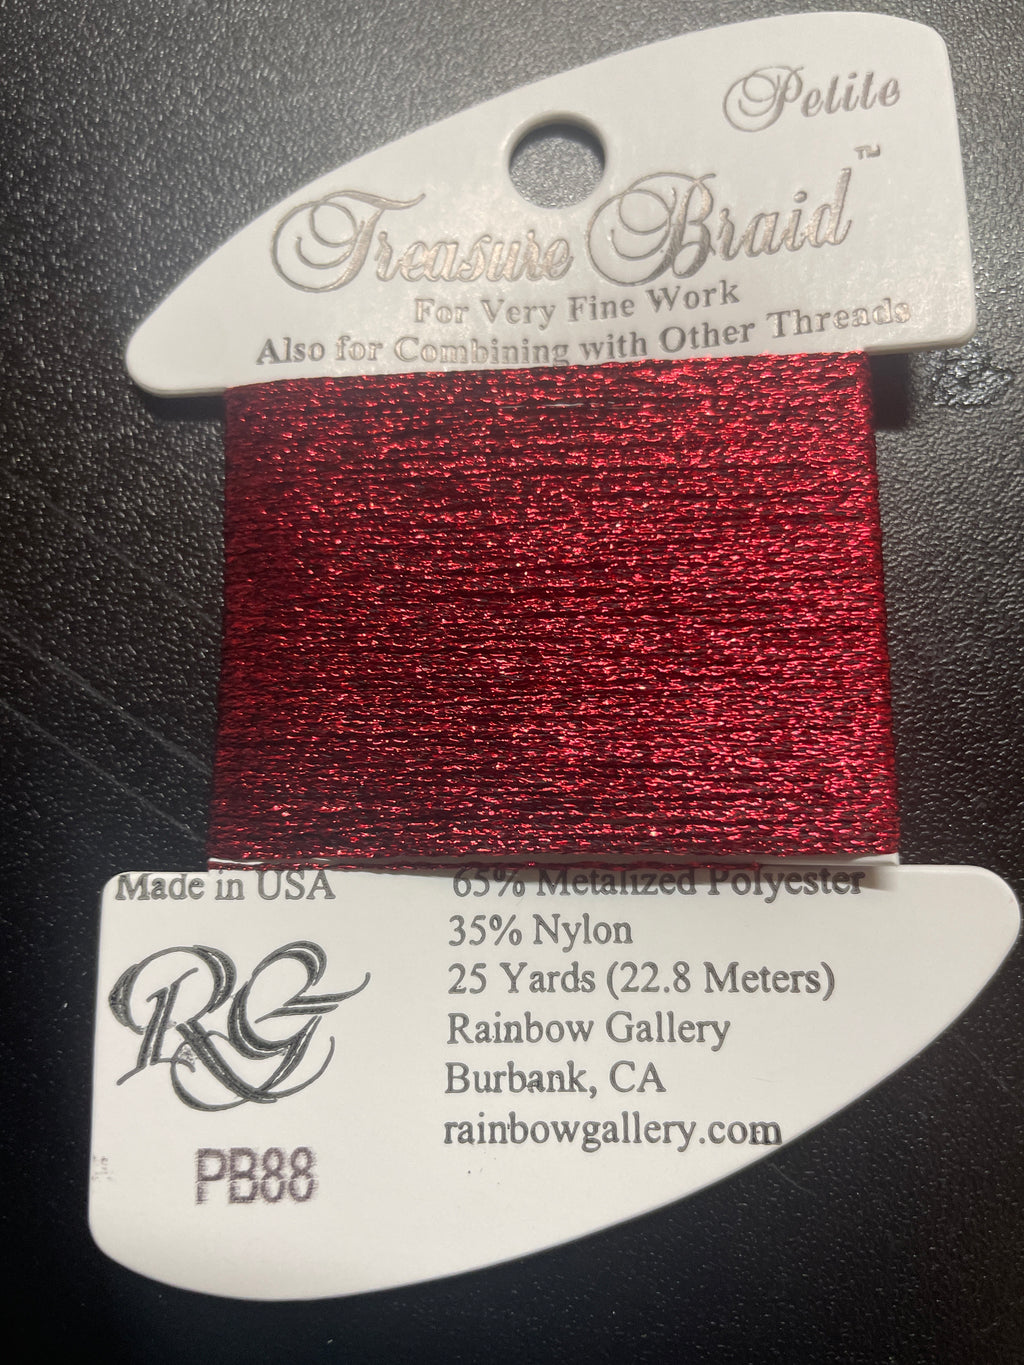 Petite
Treasure Braid™
For Very Fine Work
Also for Combining with Other Threads
Made in USA
65% Metalized Polyester
35% Nylon
25 Yards (22.8 Meters)
Rainbow Gallery
Burbank, CA
rainbowgallery.com
RG
PB88